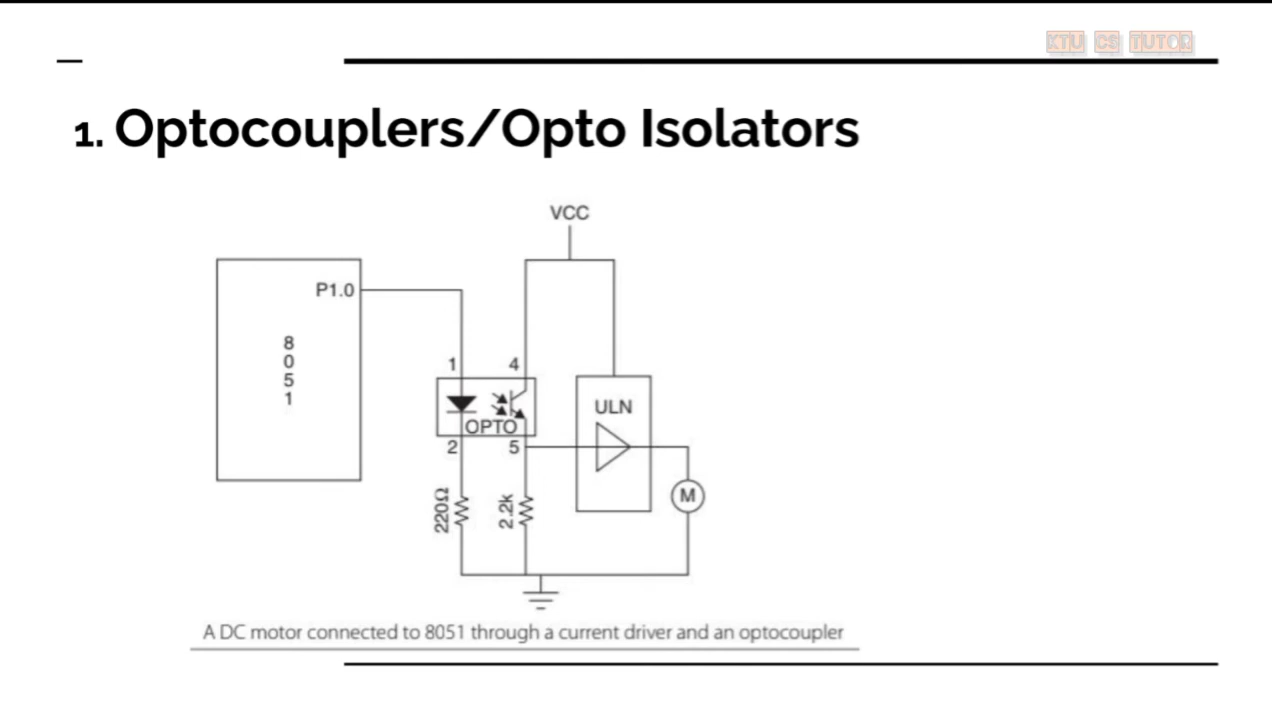 KTU CS TUTOR
1. Optocouplers/Opto Isolators
VCC
P1.0
8
0
5
1
1
4
ULN
OPTO
2
5
220Ω
2.2k
M
A DC motor connected to 8051 through a current driver and an optocoupler